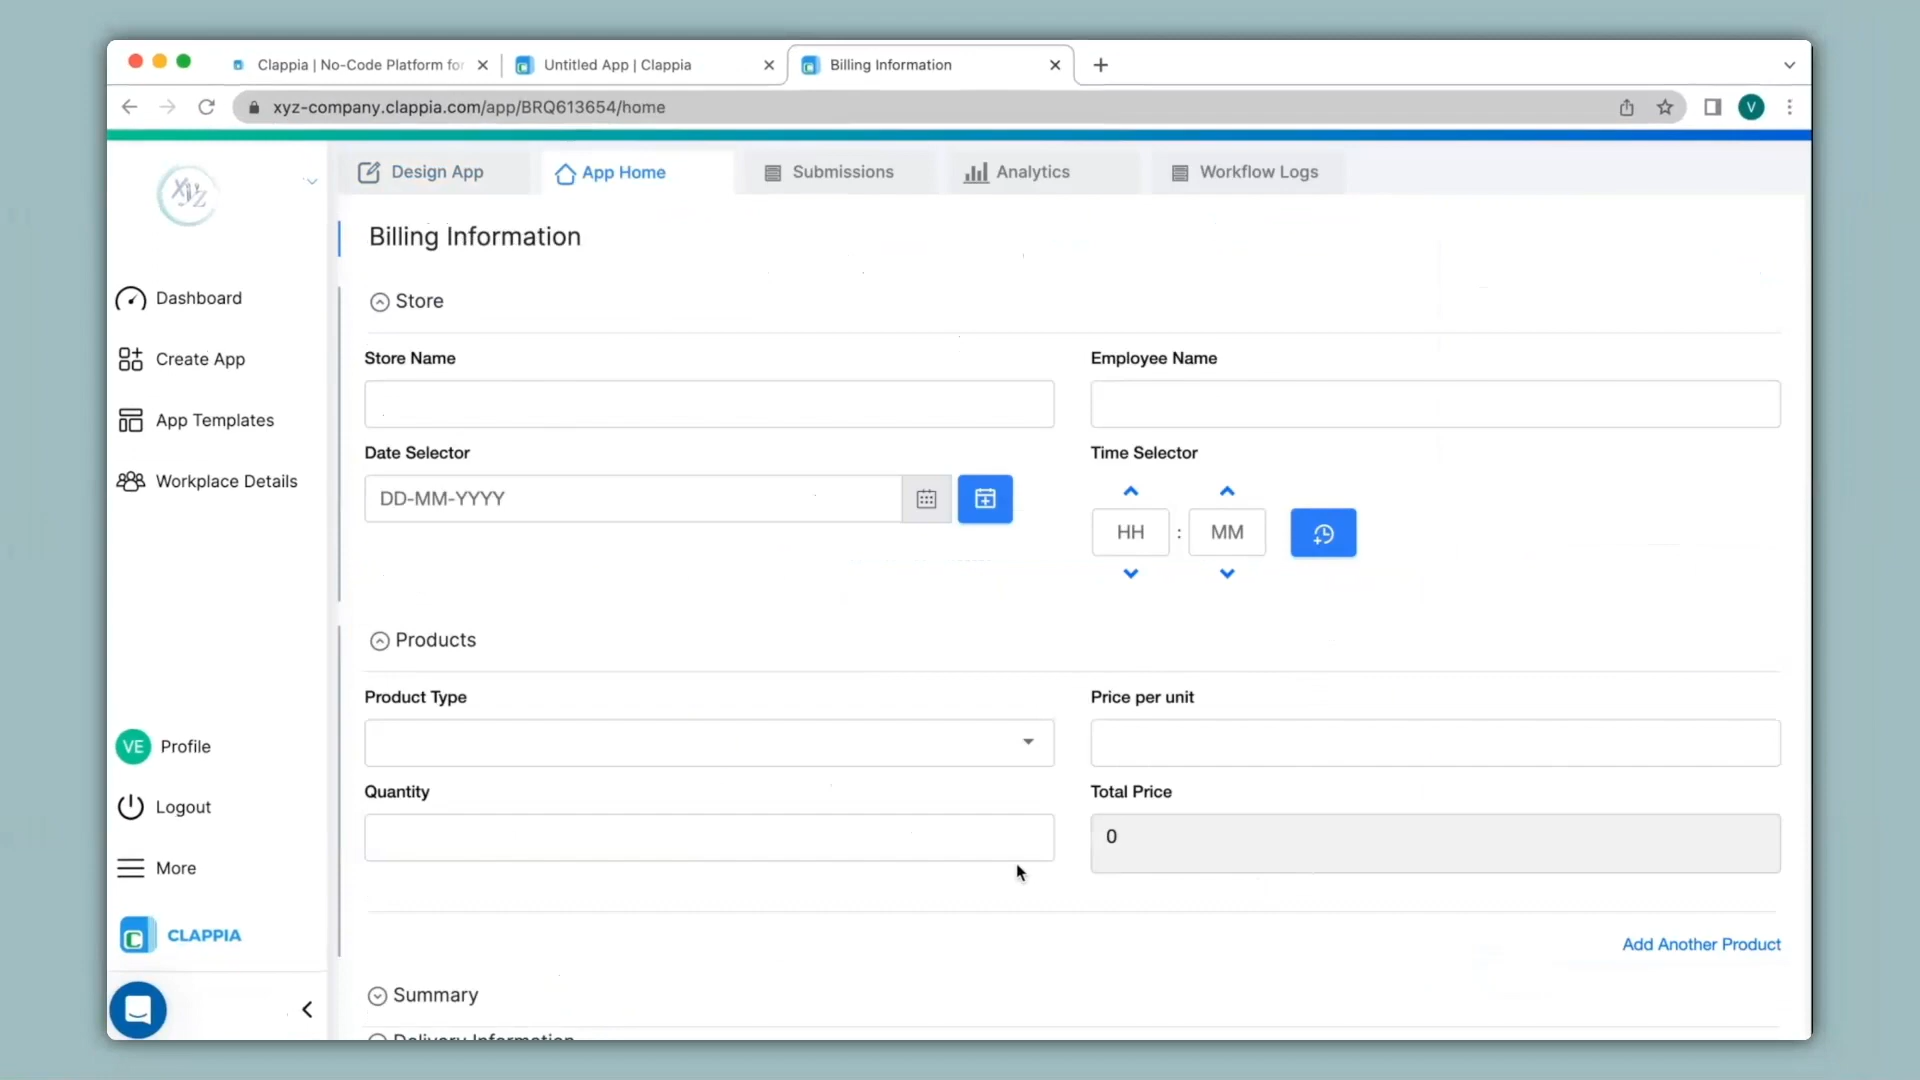 Clappia | No-Code Platform for
Untitled App | Clappia
Billing Information
xyz-company.clappia.com/app/BRQ613654/home
V
XYZ
Design App
App Home
Submissions
Analytics
Workflow Logs
Billing Information
Dashboard
Create App
App Templates
Workplace Details
Profile
VE
Logout
More
CLAPPIA
Store
Store Name
Employee Name
Date Selector
Time Selector
DD-MM-YYYY
HH : MM
Products
Product Type
Price per unit
Quantity
Total Price
0
Add Another Product
Summary
Delivery Information